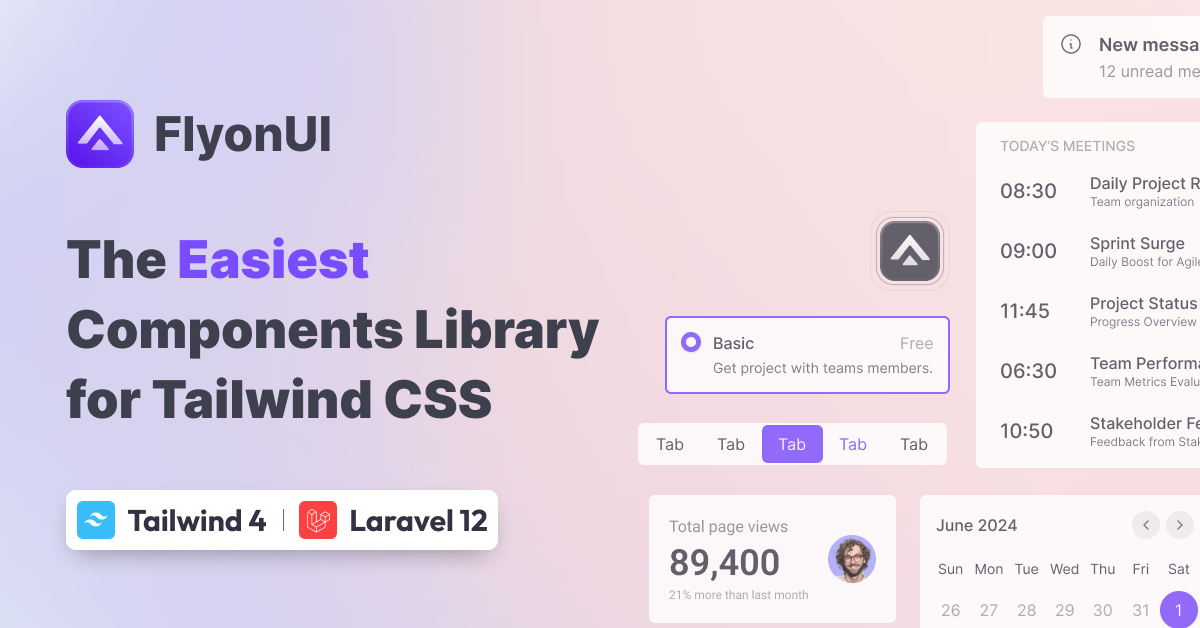 FlyonUI
The Easiest
Components Library
for Tailwind CSS
Tailwind 4 | Laravel 12
New messa
12 unread me
TODAY'S MEETINGS
08:30 Daily Project R
Team organization
09:00 Sprint Surge
Daily Boost for Agile
11:45 Project Status
Progress Overview
06:30 Team Performa
Team Metrics Evalu
10:50 Stakeholder Fe
Feedback from Stak
Basic Free
Get project with teams members.
Tab Tab Tab Tab Tab
Total page views
89,400
21% more than last month
June 2024
Sun Mon Tue Wed Thu Fri Sat
26 27 28 29 30 31 1